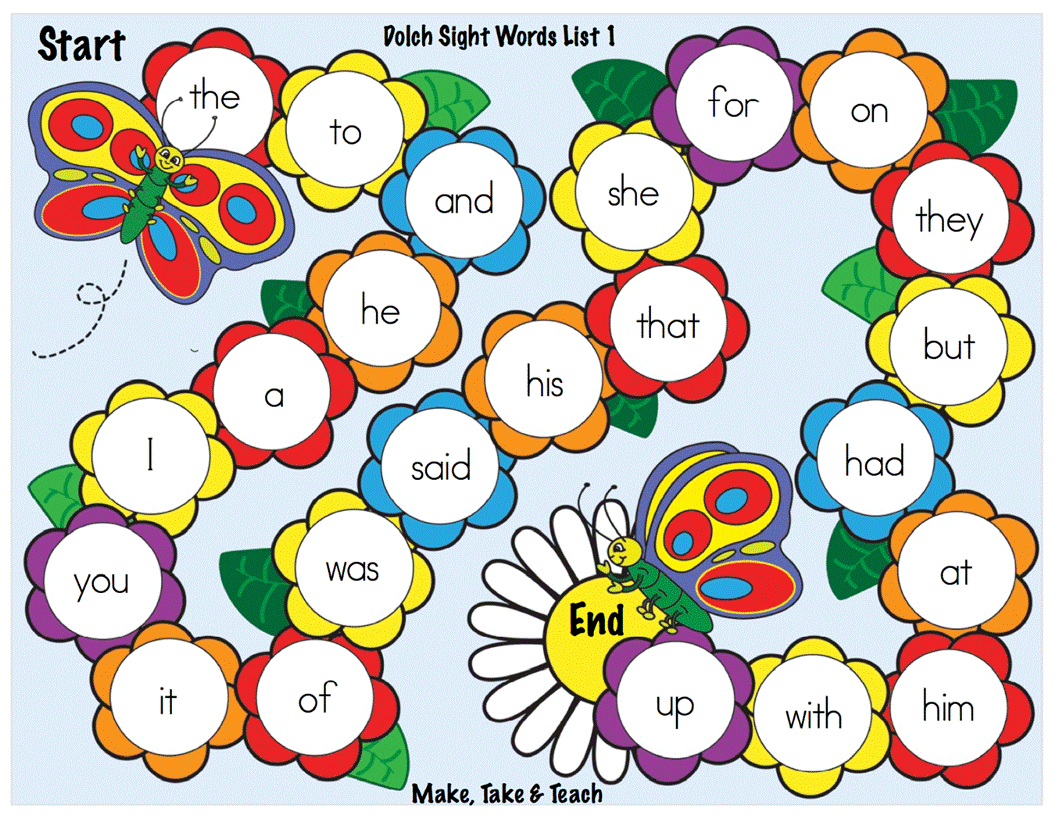 Start
Dolch Sight Words List 1
the
to
and
he
a
I
you
it
of
was
said
his
that
she
for
on
they
but
had
at
him
with
up
End
Make, Take & Teach